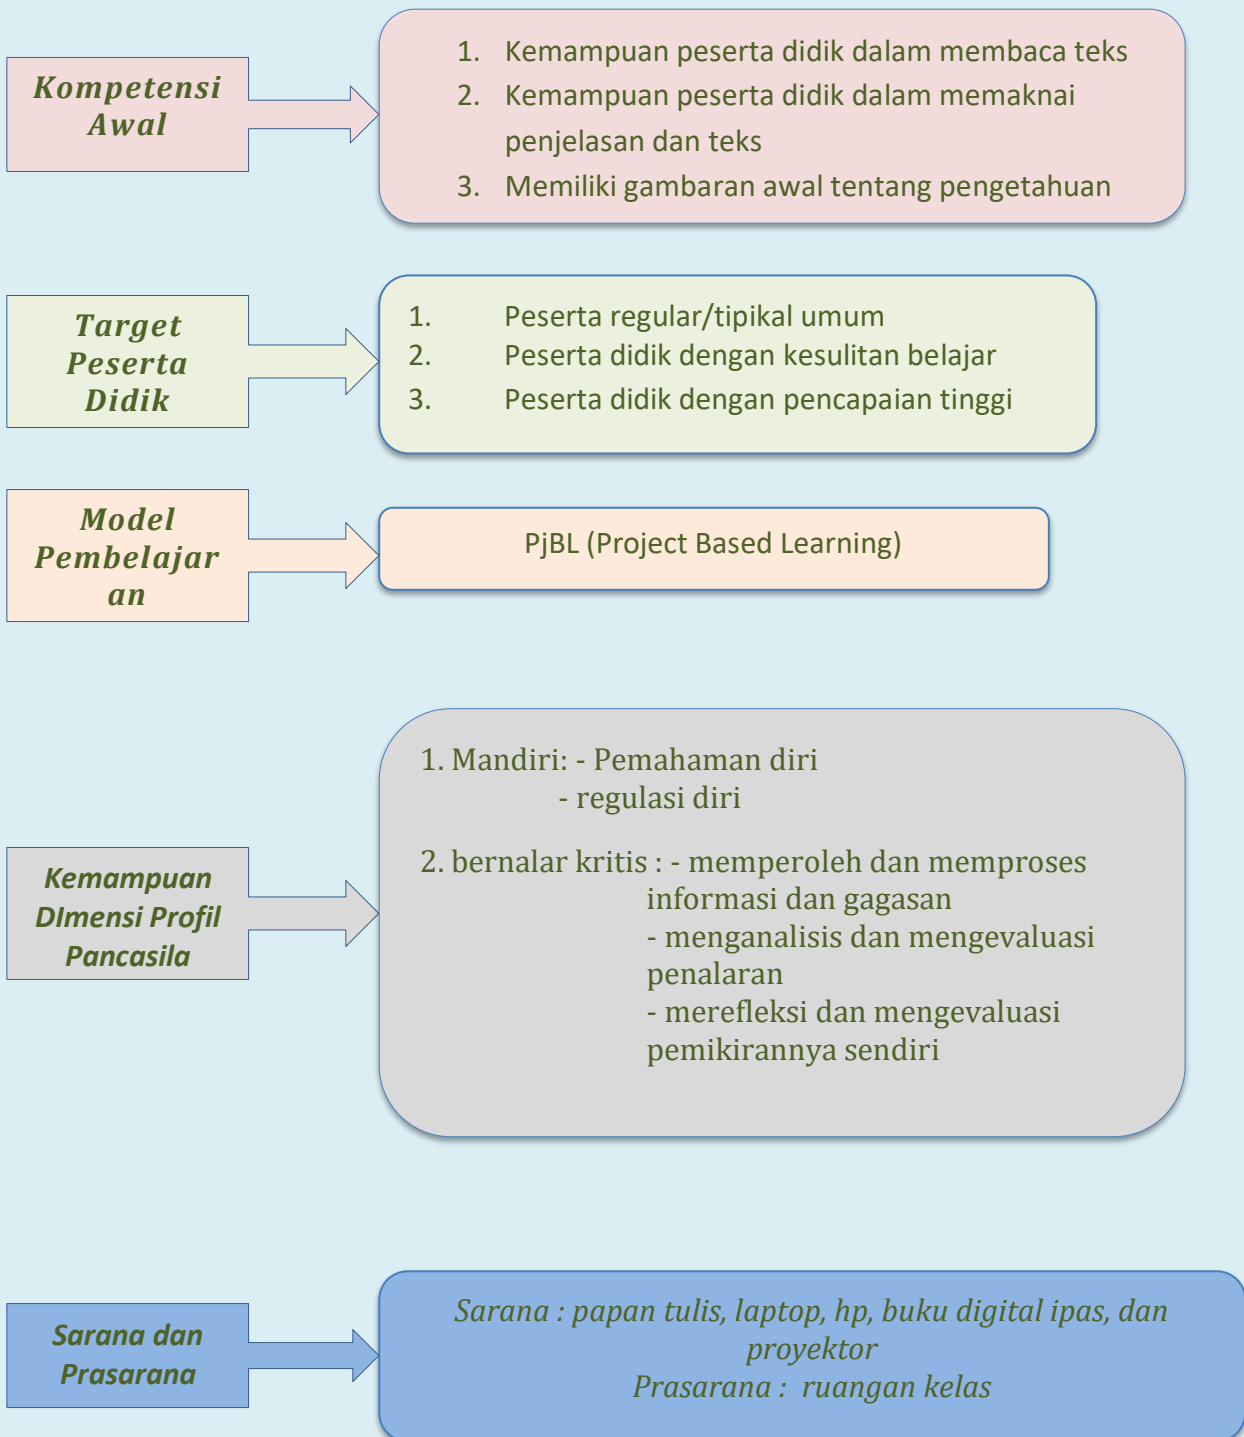 Kompetensi
Awal
1. Kemampuan peserta didik dalam membaca teks
2. Kemampuan peserta didik dalam memaknai
penjelasan dan teks
3. Memiliki gambaran awal tentang pengetahuan
Target
Peserta
Didik
1. Peserta regular/tipikal umum
2. Peserta didik dengan kesulitan belajar
3. Peserta didik dengan pencapaian tinggi
Model
Pembelajar
an
PjBL (Project Based Learning)
Kemampuan
DImensi Profil
Pancasila
1. Mandiri: - Pemahaman diri
- regulasi diri
2. bernalar kritis : - memperoleh dan memproses
informasi dan gagasan
- menganalisis dan mengevaluasi
penalaran
- merefleksi dan mengevaluasi
pemikirannya sendiri
Sarana dan
Prasarana
Sarana : papan tulis, laptop, hp, buku digital ipas, dan
proyektor
Prasarana : ruangan kelas